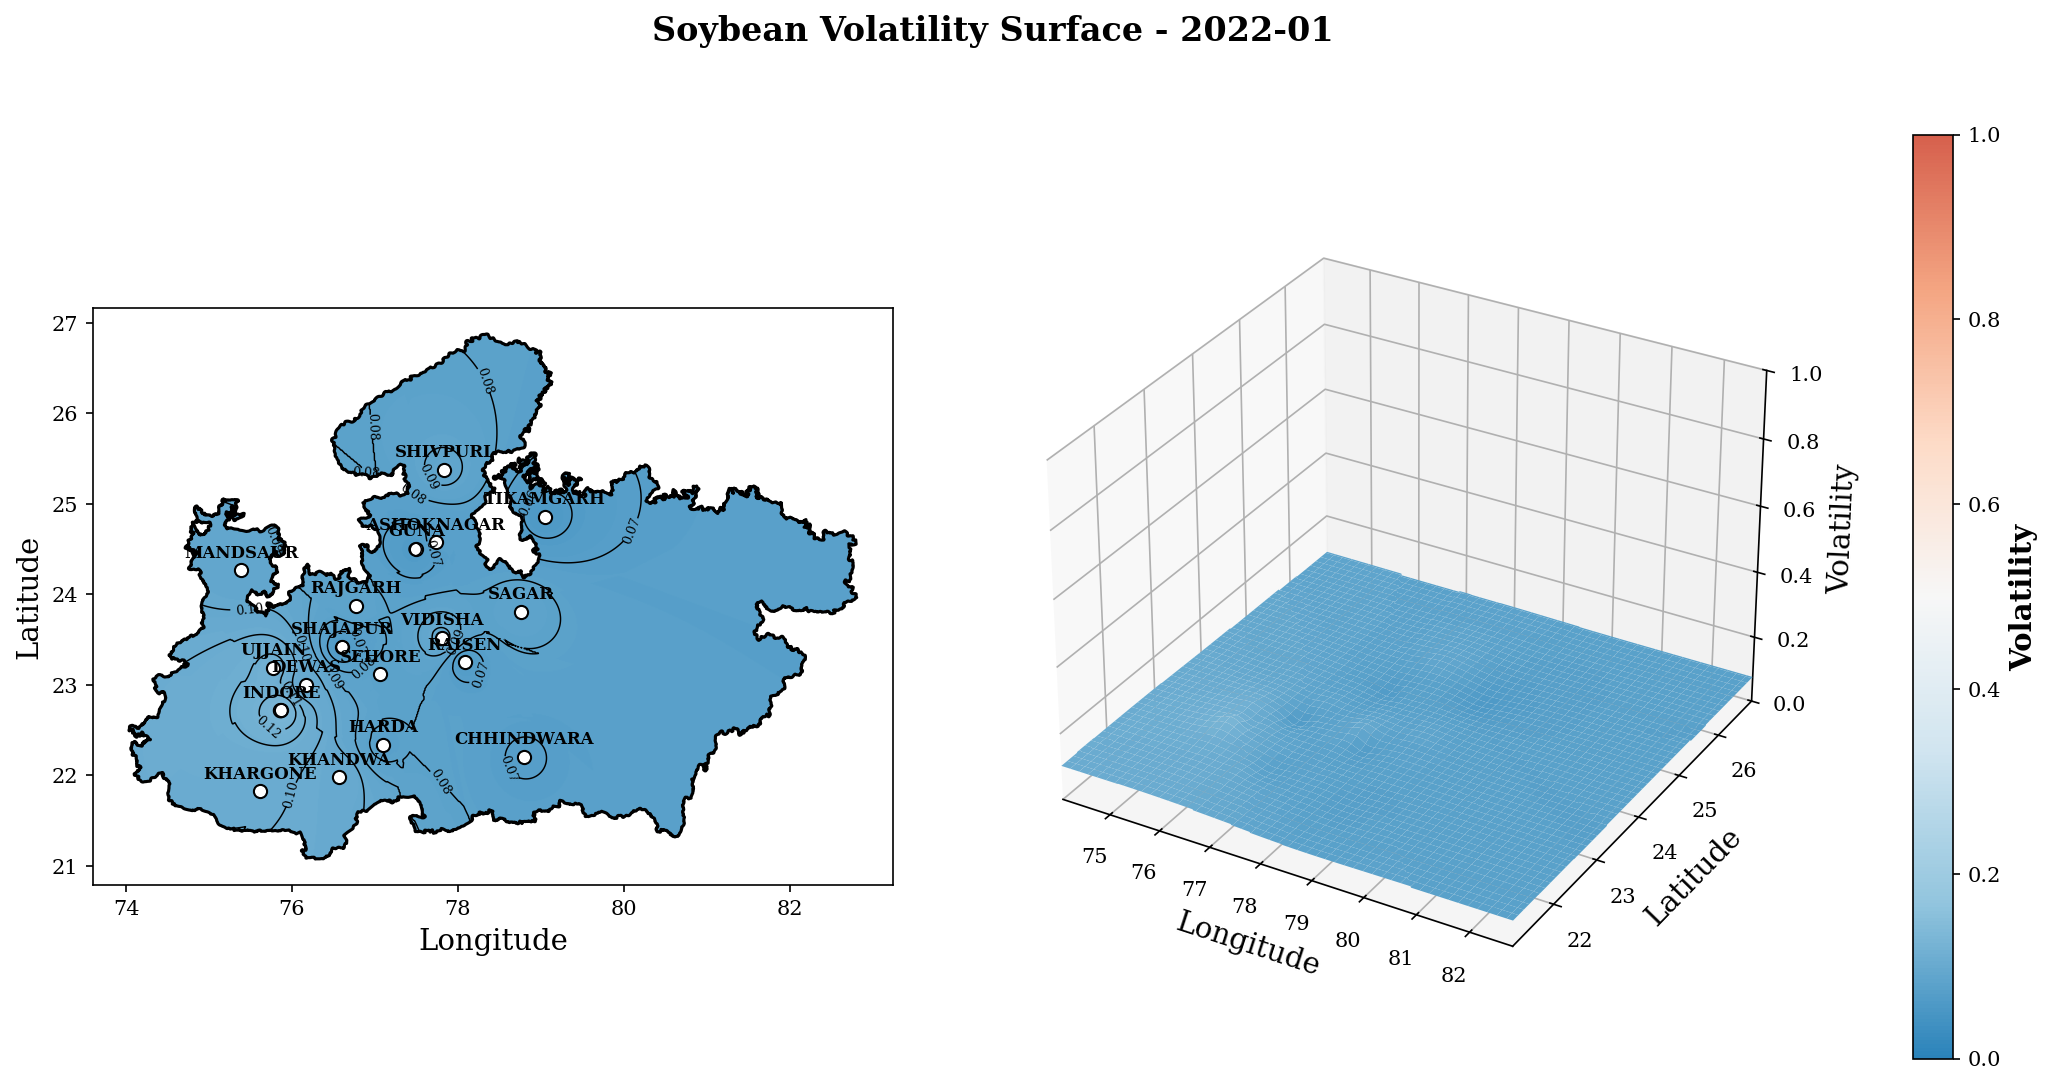 Soybean Volatility Surface - 2022-01
27
26
25
24
23
22
21
Latitude
74
76
78
80
82
Longitude
0.08
0.08
0.08
SHIVPURI
0.09
0.08
TIKAMGARH
0.07
ASHOKNAGAR
GUNA
0.07
MANDSAUR
RAJGARH
0.10
SAGAR
VIDISHA
SHAJAPUR
RAISEN
UJJAIN
SEHORE
DEWAS
0.09
0.08
0.07
INDORE
0.12
HARDA
CHHINDWARA
0.07
KHANDWA
KHARGONE
0.10
0.08
1.0
0.8
0.6
0.4
0.2
0.0
Volatility
75
76
77
78
79
80
81
82
Longitude
22
23
24
25
26
Latitude
1.0
0.8
0.6
0.4
0.2
0.0
Volatility